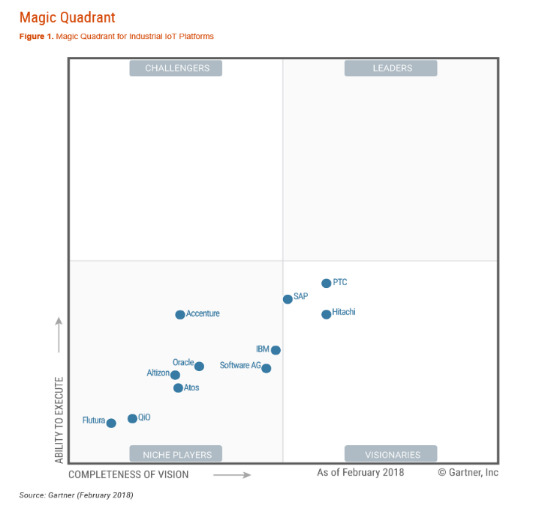 Magic Quadrant
Figure 1. Magic Quadrant for Industrial IoT Platforms
CHALLENGERS
LEADERS
PTC
SAP
Hitachi
Accenture
IBM
Oracle
Software AG
Altizon
Atos
QiO
Flutura
ABILITY TO EXECUTE
NICHE PLAYERS
VISIONARIES
COMPLETENESS OF VISION
As of February 2018
© Gartner, Inc
Source: Gartner (February 2018)